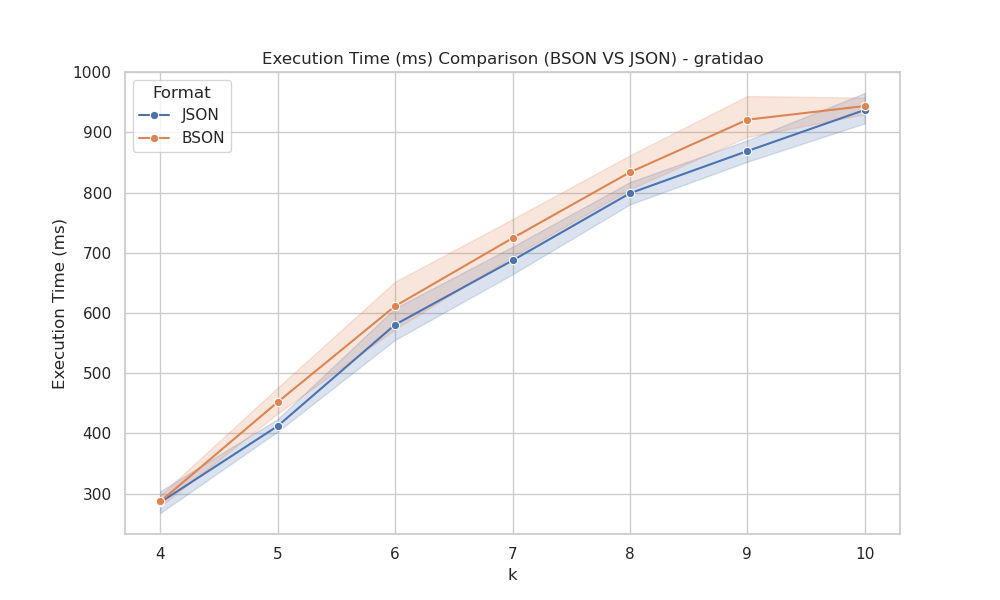 Execution Time (ms) Comparison (BSON VS JSON) - gratidao
Format
JSON
BSON
Execution Time (ms)
1000
900
800
700
600
500
400
300
4 5 6 7 8 9 10
k